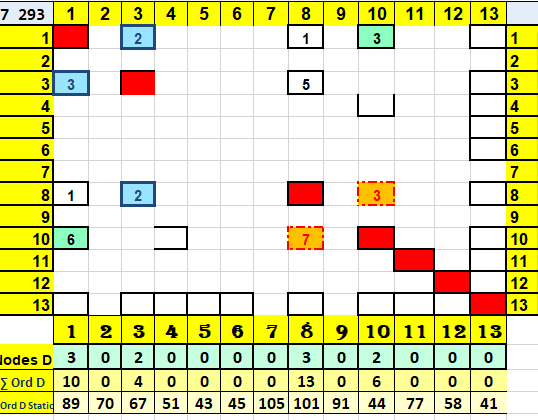 7 293 1 2 3 4 5 6 7 8 9 10 11 12 13
1 2 1 3 1
2 2
3 3 5 3
4 4
5 5
6 6
7 7
8 1 2 3 8
9 9
10 6 7 10
11 11
12 12
13 13
1 2 3 4 5 6 7 8 9 10 11 12 13
Nodes D 3 0 2 0 0 0 0 3 0 2 0 0 0
∑ Ord D 10 0 4 0 0 0 0 13 0 6 0 0 0
Ord D Static 89 70 67 51 43 45 105 101 91 44 77 58 41